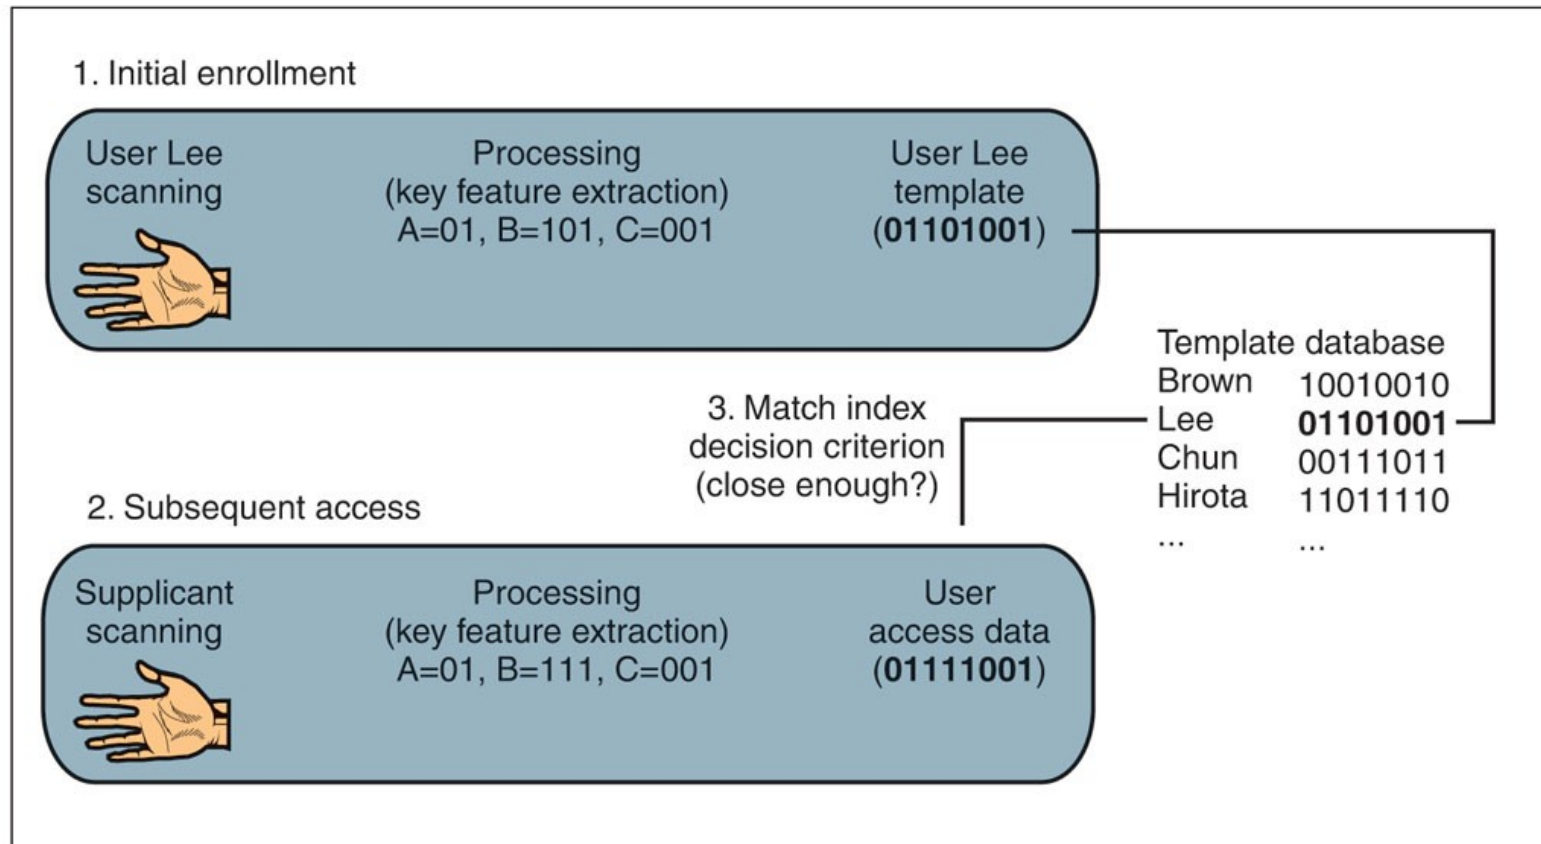 1. Initial enrollment
User Lee
scanning
Processing
(key feature extraction)
A=01, B=101, C=001
User Lee
template
(01101001)
Template database
Brown 10010010
Lee 01101001
Chun 00111011
Hirota 11011110
... ...
3. Match index
decision criterion
(close enough?)
2. Subsequent access
Supplicant
scanning
Processing
(key feature extraction)
A=01, B=111, C=001
User
access data
(01111001)